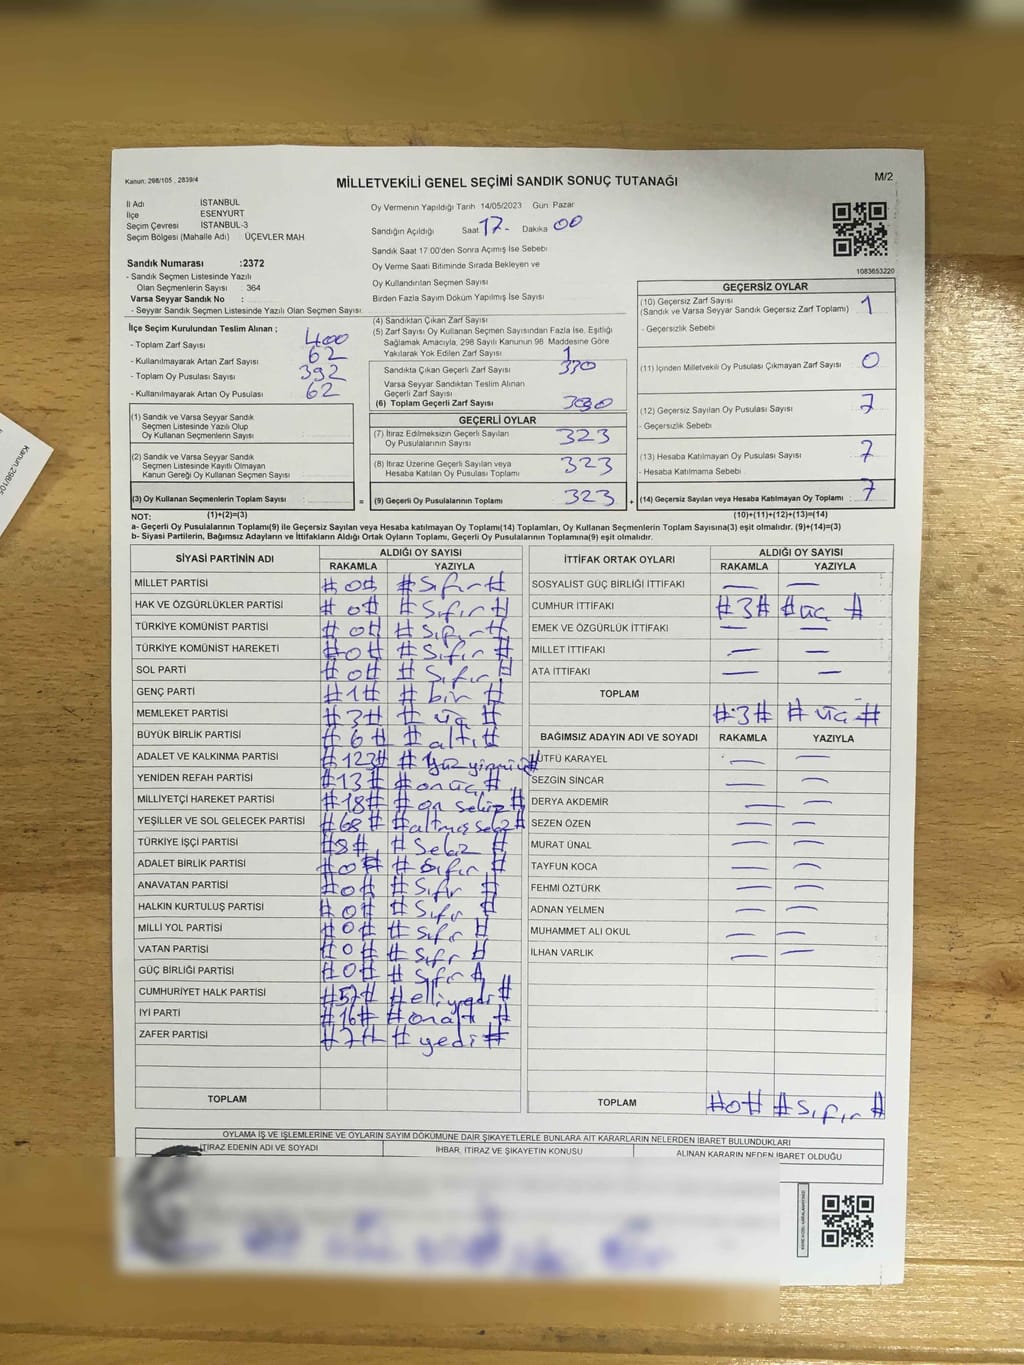 Kanun: 298/105 , 2839/4
MİLLETVEKİLİ GENEL SEÇİMİ SANDIK SONUÇ TUTANAĞI
M/2
İl Adı İSTANBUL
İlçe ESENYURT
Seçim Çevresi İSTANBUL-3
Seçim Bölgesi (Mahalle Adı) ÜÇEVLER MAH
Sandık Numarası :2372
- Sandık Seçmen Listesinde Yazılı
Olan Seçmenlerin Sayısı : 364
Varsa Seyyar Sandık No :
- Seyyar Sandık Seçmen Listesinde Yazılı Olan Seçmen Sayısı
Oy Vermenin Yapıldığı Tarih 14/05/2023 Gün Pazar
Sandığın Açıldığı Saat 17- Dakika 00
Sandık Saat 17:00'den Sonra Açımış İse Sebebi
Oy Verme Saati Bitiminde Sırada Bekleyen ve
Oy Kullandırılan Seçmen Sayısı
Birden Fazla Sayım Döküm Yapılmış İse Sayısı
1083653220
İlçe Seçim Kurulundan Teslim Alınan ;
- Toplam Zarf Sayısı 400
- Kullanılmayarak Artan Zarf Sayısı 62
- Toplam Oy Pusulası Sayısı 392
- Kullanılmayarak Artan Oy Pusulası 62
(1) Sandık ve Varsa Seyyar Sandık
Seçmen Listesinde Yazılı Olup
Oy Kullanan Seçmenlerin Sayısı
(2) Sandık ve Varsa Seyyar Sandık
Seçmen Listesinde Kayıtlı Olmayan
Kanun Gereği Oy Kullanan Seçmen Sayısı
(3) Oy Kullanan Seçmenlerin Toplam Sayısı =
(4) Sandıktan Çıkan Zarf Sayısı
(5) Zarf Sayısı Oy Kullanan Seçmen Sayısından Fazla İse, Eşitliği
Sağlamak Amacıyla, 298 Sayılı Kanunun 98. Maddesine Göre
Yakılarak Yok Edilen Zarf Sayısı 1
Sandıkta Çıkan Geçerli Zarf Sayısı 330
Varsa Seyyar Sandıktan Teslim Alınan
Geçerli Zarf Sayısı
(6) Toplam Geçerli Zarf Sayısı
GEÇERLİ OYLAR
(7) İtiraz Edilmeksizin Geçerli Sayılan
Oy Pusulalarının Sayısı 323
(8) İtiraz Üzerine Geçerli Sayılan veya
Hesaba Katılan Oy Pusulası Toplamı 323
(9) Geçerli Oy Pusulalarının Toplamı 323 +
GEÇERSİZ OYLAR
(10) Geçersiz Zarf Sayısı
(Sandık ve Varsa Seyyar Sandık Geçersiz Zarf Toplamı) 1
- Geçersizlik Sebebi
(11) İçinden Milletvekili Oy Pusulası Çıkmayan Zarf Sayısı 0
(12) Geçersiz Sayılan Oy Pusulası Sayısı 7
- Geçersizlik Sebebi
(13) Hesaba Katılmayan Oy Pusulası Sayısı 7
- Hesaba Katılmama Sebebi
(14) Geçersiz Sayılan veya Hesaba Katılmayan Oy Toplamı : 7
NOT: (1)+(2)=(3) (10)+(11)+(12)+(13)=(14)
a- Geçerli Oy Pusulalarının Toplamı(9) ile Geçersiz Sayılan veya Hesaba katılmayan Oy Toplamı(14) Toplamları, Oy Kullanan Seçmenlerin Toplam Sayısına(3) eşit olmalıdır. (9)+(14)=(3)
b- Siyasi Partilerin, Bağımsız Adayların ve İttifakların Aldığı Ortak Oyların Toplamı, Geçerli Oy Pusulalarının Toplamına(9) eşit olmalıdır.
SİYASİ PARTİNİN ADI ALDIĞI OY SAYISI
RAKAMLA YAZIYLA
MİLLET PARTİSİ #0# #Sıfır#
HAK VE ÖZGÜRLÜKLER PARTİSİ #0# #Sıfır#
TÜRKİYE KOMÜNİST PARTİSİ #0# #Sıfır#
TÜRKİYE KOMÜNİST HAREKETİ #0# #Sıfır#
SOL PARTİ #0# #Sıfır#
GENÇ PARTİ #1# #bir#
MEMLEKET PARTİSİ #3# #üç#
BÜYÜK BİRLİK PARTİSİ #6# #altı#
ADALET VE KALKINMA PARTİSİ #123# #Yüz yirmi üç#
YENİDEN REFAH PARTİSİ #13# #onüç#
MİLLİYETÇİ HAREKET PARTİSİ #18# #on sekiz#
YEŞİLLER VE SOL GELECEK PARTİSİ #68# #altmış sekiz#
TÜRKİYE İŞÇİ PARTİSİ #8# #Sekiz#
ADALET BİRLİK PARTİSİ #0# #Sıfır#
ANAVATAN PARTİSİ #0# #Sıfır#
HALKIN KURTULUŞ PARTİSİ #0# #Sıfır#
MİLLİ YOL PARTİSİ #0# #Sıfır#
VATAN PARTİSİ #0# #Sıfır#
GÜÇ BİRLİĞİ PARTİSİ #0# #Sıfır#
CUMHURİYET HALK PARTİSİ #57# #elliyedi#
İYİ PARTİ #16# #onaltı#
ZAFER PARTİSİ #7# #yedi#
TOPLAM
İTTİFAK ORTAK OYLARI ALDIĞI OY SAYISI
RAKAMLA YAZIYLA
SOSYALİST GÜÇ BİRLİĞİ İTTİFAKI — —
CUMHUR İTTİFAKI #3# #üç#
EMEK VE ÖZGÜRLÜK İTTİFAKI — —
MİLLET İTTİFAKI — —
ATA İTTİFAKI — —
TOPLAM #3# #üç#
BAĞIMSIZ ADAYIN ADI VE SOYADI RAKAMLA YAZIYLA
LÜTFÜ KARAYEL — —
SEZGİN SİNCAR — —
DERYA AKDEMİR — —
SEZEN ÖZEN — —
MURAT ÜNAL — —
TAYFUN KOCA — —
FEHMİ ÖZTÜRK — —
ADNAN YELMEN — —
MUHAMMET ALİ OKUL — —
İLHAN VARLIK — —
TOPLAM #0# #Sıfır#
OYLAMA İŞ VE İŞLEMLERİNE VE OYLARIN SAYIM DÖKÜMÜNE DAİR ŞİKAYETLERLE BUNLARA AİT KARARLARIN NELERDEN İBARET BULUNDUKLARI
İTİRAZ EDENİN ADI VE SOYADI İHBAR, İTİRAZ VE ŞİKAYETİN KONUSU ALINAN KARARIN NEDEN İBARET OLDUĞU
Kanun:298/105